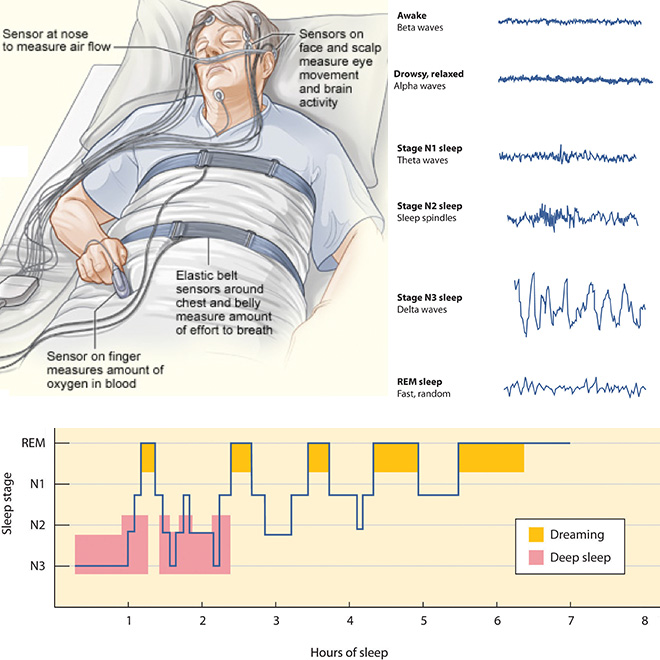 Sensor at nose
to measure air flow
Sensors on
face and scalp
measure eye
movement
and brain
activity
Elastic belt
sensors around
chest and belly
measure amount
of effort to breath
Sensor on finger
measures amount of
oxygen in blood
Awake
Beta waves
Drowsy, relaxed
Alpha waves
Stage N1 sleep
Theta waves
Stage N2 sleep
Sleep spindles
Stage N3 sleep
Delta waves
REM sleep
Fast, random
Sleep stage
REM
N1
N2
N3
Dreaming
Deep sleep
1 2 3 4 5 6 7 8
Hours of sleep